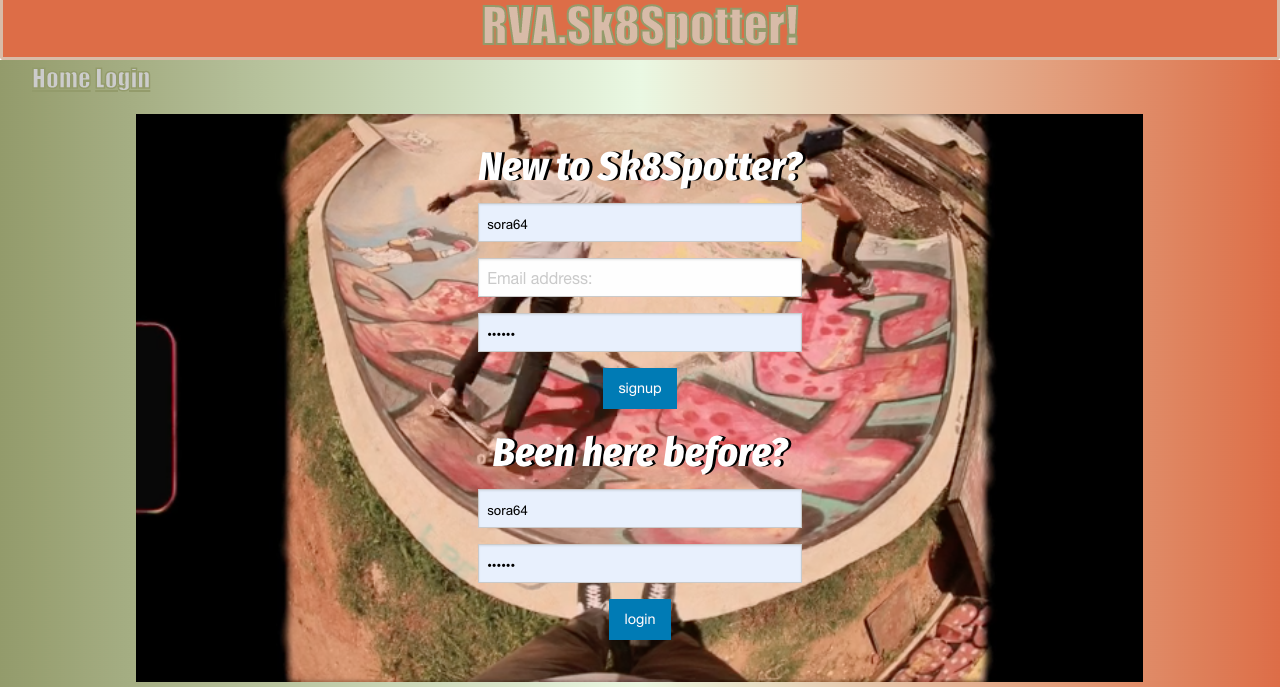 RVA.Sk8Spotter!
Home Login
New to Sk8Spotter?
sora64
Email address:
••••••
signup
Been here before?
sora64
••••••
login